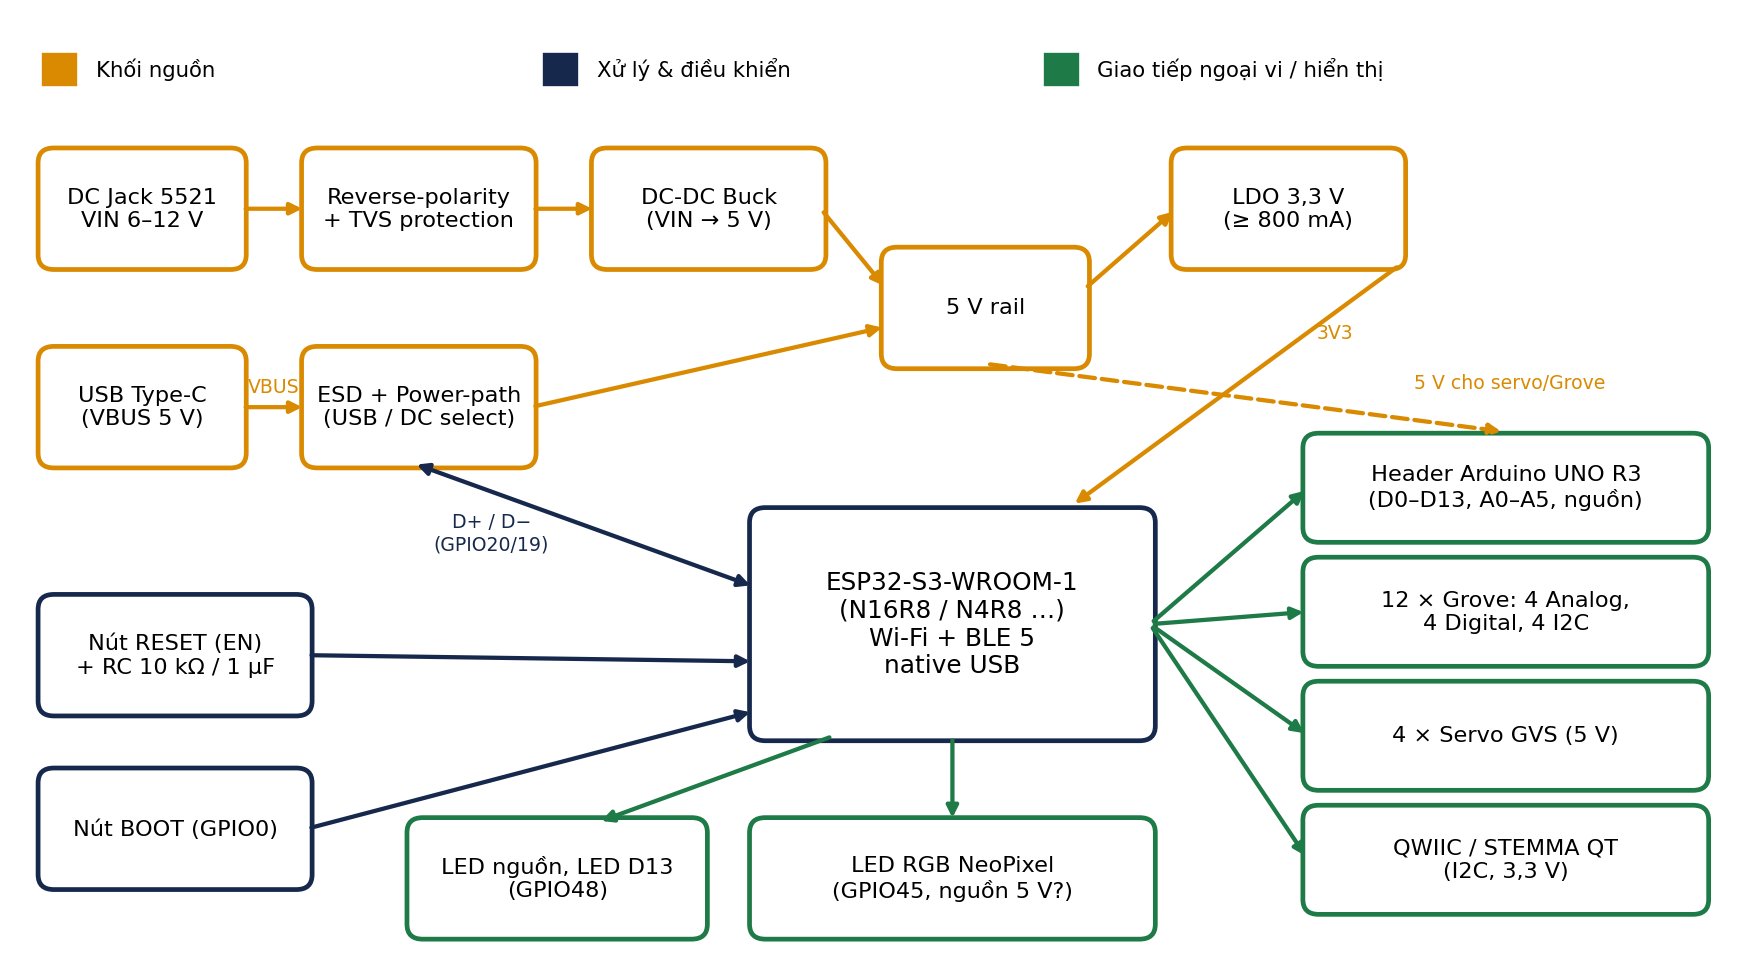 Khối nguồn
Xử lý & điều khiển
Giao tiếp ngoại vi / hiển thị
DC Jack 5521
VIN 6–12 V
Reverse-polarity
+ TVS protection
DC-DC Buck
(VIN → 5 V)
LDO 3,3 V
(≥ 800 mA)
5 V rail
3V3
USB Type-C
(VBUS 5 V)
VBUS
ESD + Power-path
(USB / DC select)
5 V cho servo/Grove
D+ / D−
(GPIO20/19)
Header Arduino UNO R3
(D0–D13, A0–A5, nguồn)
ESP32-S3-WROOM-1
(N16R8 / N4R8 ...)
Wi-Fi + BLE 5
native USB
12 × Grove: 4 Analog,
4 Digital, 4 I2C
Nút RESET (EN)
+ RC 10 kΩ / 1 µF
4 × Servo GVS (5 V)
Nút BOOT (GPIO0)
LED nguồn, LED D13
(GPIO48)
LED RGB NeoPixel
(GPIO45, nguồn 5 V?)
QWIIC / STEMMA QT
(I2C, 3,3 V)